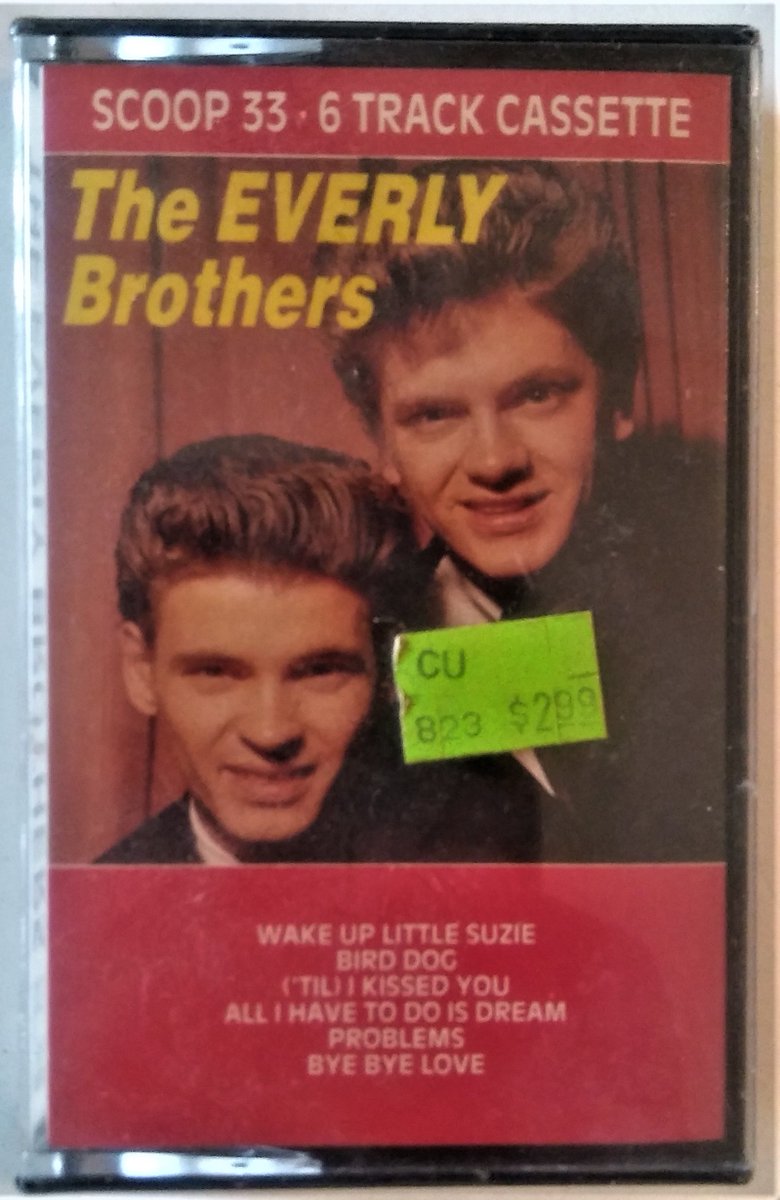 SCOOP 33 · 6 TRACK CASSETTE
The EVERLY
Brothers
CU
823 $2.99
WAKE UP LITTLE SUZIE
BIRD DOG
('TIL) I KISSED YOU
ALL I HAVE TO DO IS DREAM
PROBLEMS
BYE BYE LOVE